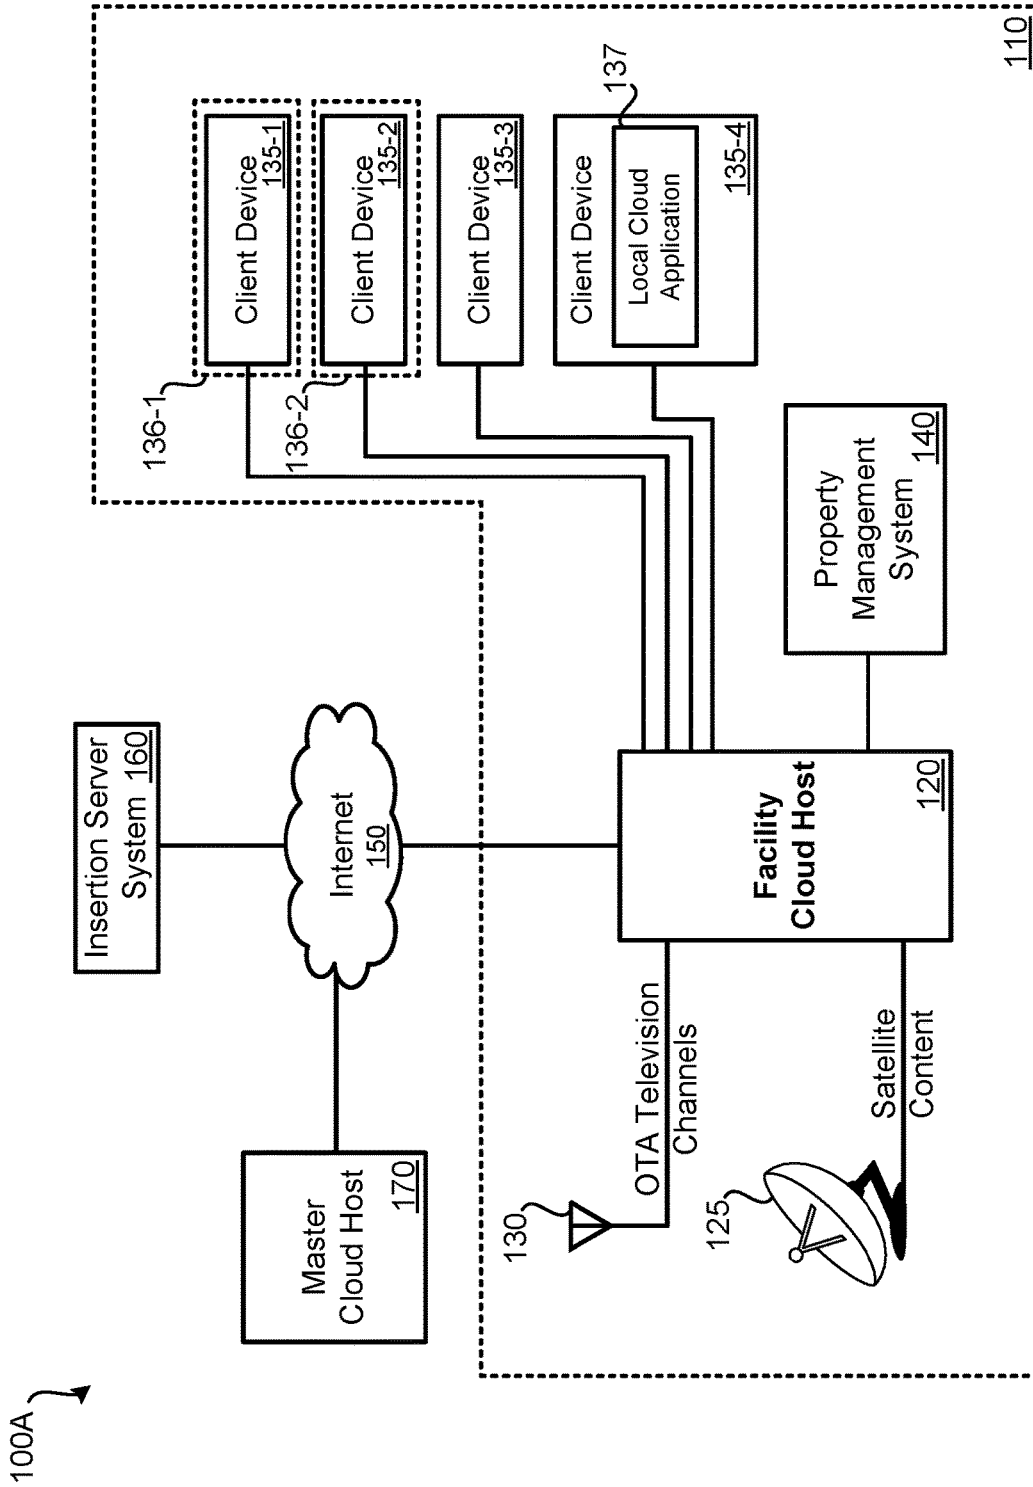 100A
Insertion Server
System 160
Master
Cloud Host
170
Internet
150
136-1
136-2
Client Device
135-1
Client Device
135-2
Client Device
135-3
Client Device
137
Local Cloud
Application
135-4
130
OTA Television
Channels
125
Satellite
Content
Facility
Cloud Host
120
Property
Management
System
140
110